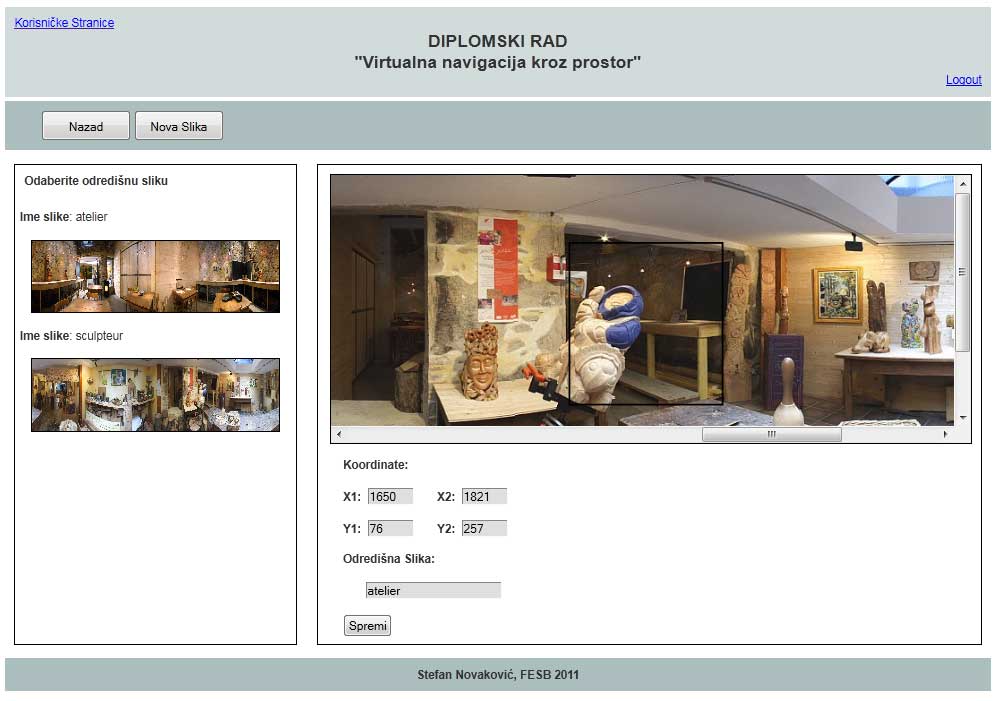 Korisničke Stranice
DIPLOMSKI RAD
"Virtualna navigacija kroz prostor"
Logout
Nazad
Nova Slika
Odaberite odredišnu sliku
Ime slike: atelier
Ime slike: sculpteur
Koordinate:
X1: 1650 X2: 1821
Y1: 76 Y2: 257
Odredišna Slika:
atelier
Spremi
Stefan Novaković, FESB 2011